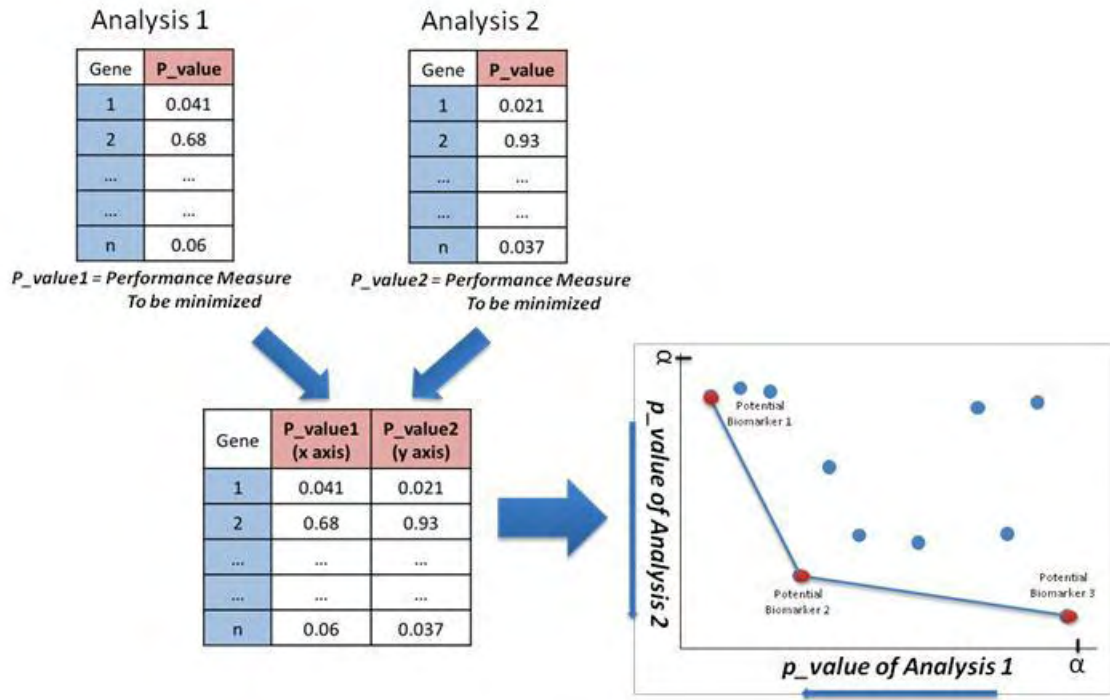 Analysis 1
Gene P_value
1 0.041
2 0.68
... ...
... ...
n 0.06
P_value1 = Performance Measure
To be minimized
Analysis 2
Gene P_value
1 0.021
2 0.93
... ...
... ...
n 0.037
P_value2 = Performance Measure
To be minimized
Gene P_value1 (x axis) P_value2 (y axis)
1 0.041 0.021
2 0.68 0.93
... ... ...
... ... ...
n 0.06 0.037
α
p_value of Analysis 2
Potential
Biomarker 1
Potential
Biomarker 2
Potential
Biomarker 3
p_value of Analysis 1
α